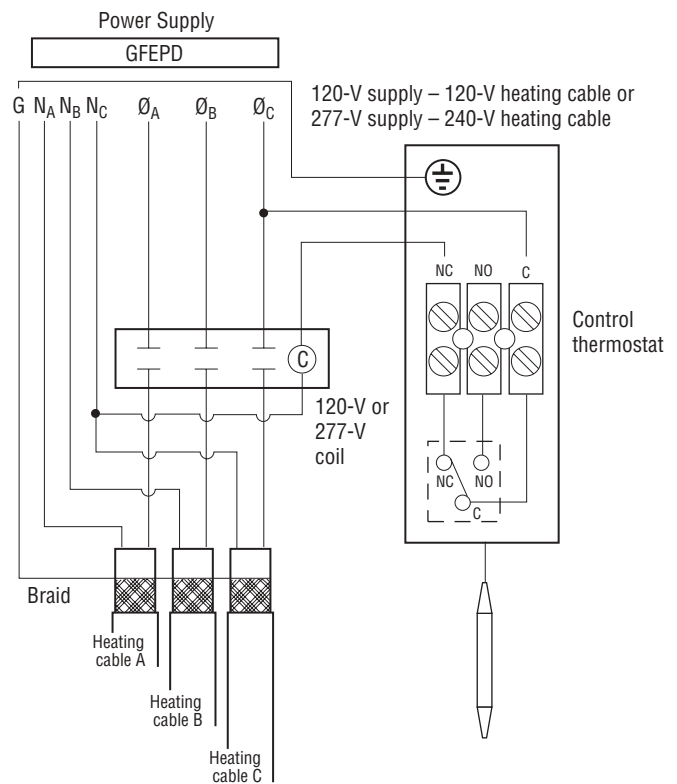 Power Supply
GFEPD
120-V supply – 120-V heating cable or
277-V supply – 240-V heating cable
G N_A N_B N_C Ø_A Ø_B Ø_C
NC NO C
Control
thermostat
C
120-V or
277-V
coil
NC NO
C
Braid
Heating
cable A
Heating
cable B
Heating
cable C